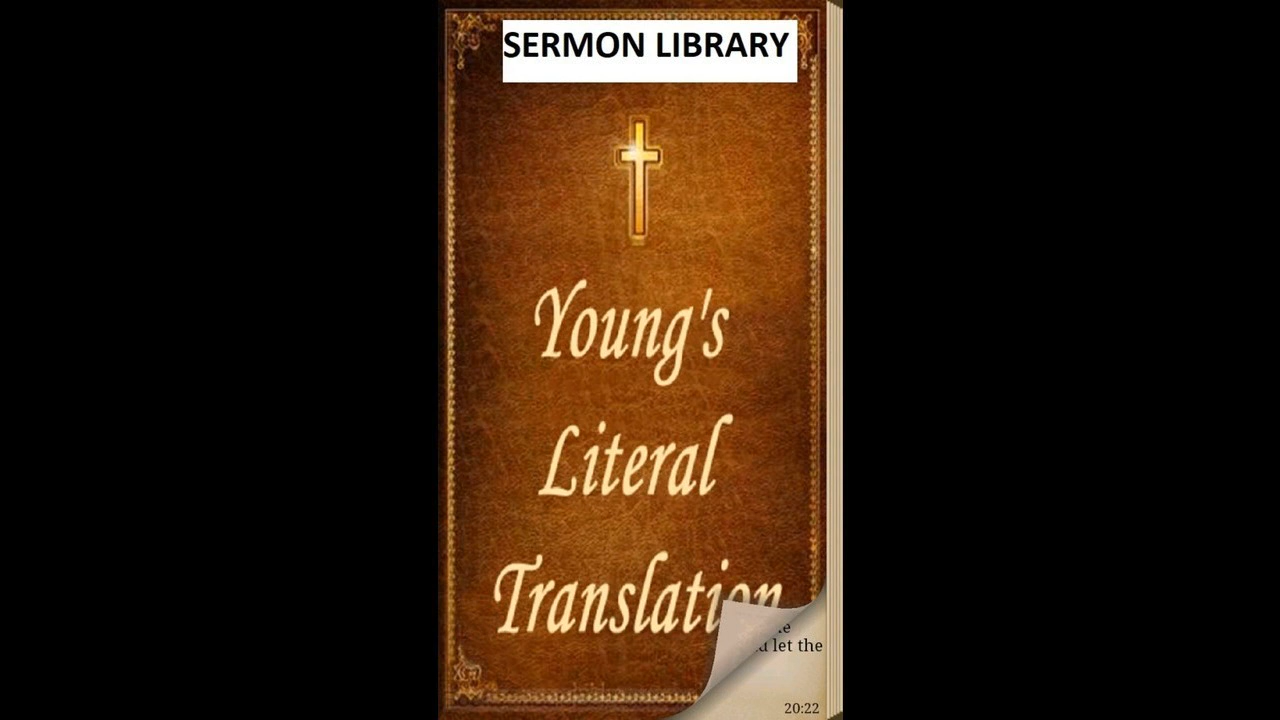 SERMON LIBRARY
Young's
Literal
Translation
let the
20:22